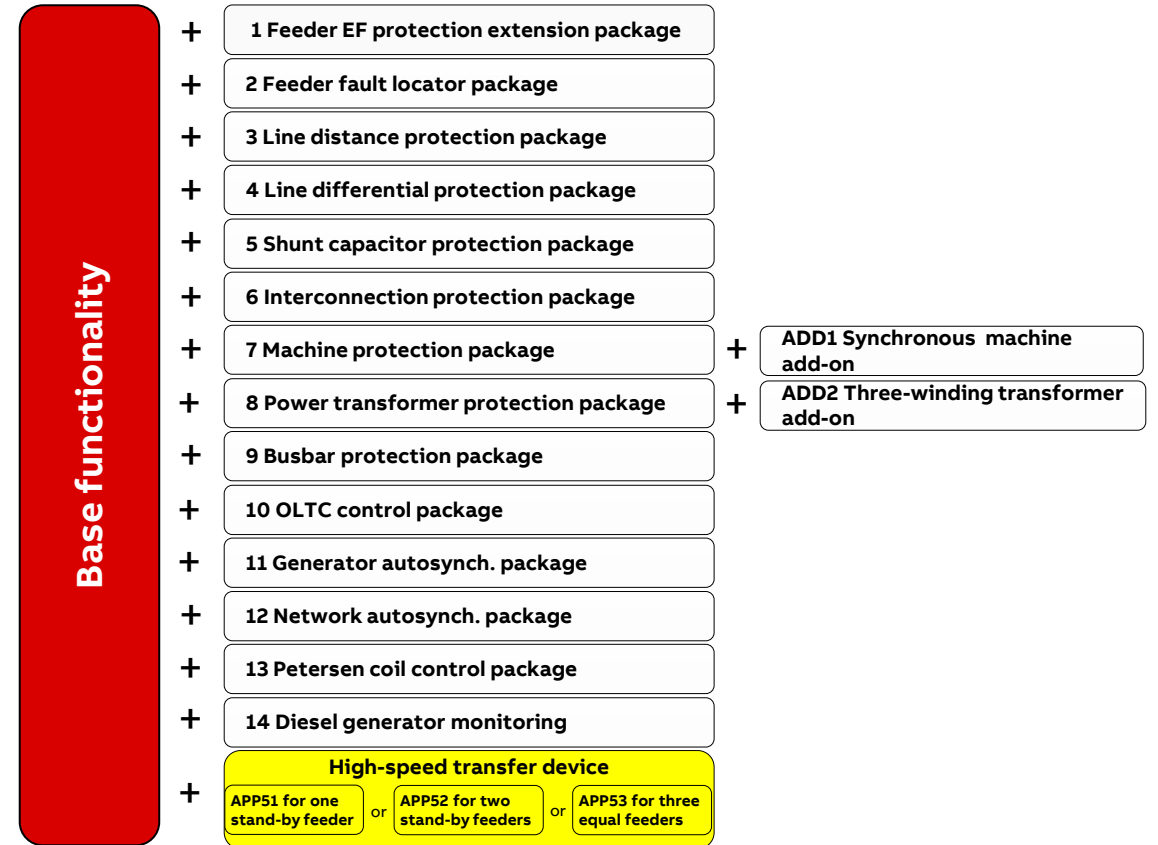 Base functionality
+ 1 Feeder EF protection extension package
+ 2 Feeder fault locator package
+ 3 Line distance protection package
+ 4 Line differential protection package
+ 5 Shunt capacitor protection package
+ 6 Interconnection protection package
+ 7 Machine protection package
+ ADD1 Synchronous machine
add-on
+ 8 Power transformer protection package
+ ADD2 Three-winding transformer
add-on
+ 9 Busbar protection package
+ 10 OLTC control package
+ 11 Generator autosynch. package
+ 12 Network autosynch. package
+ 13 Petersen coil control package
+ 14 Diesel generator monitoring
+ High-speed transfer device
APP51 for one
stand-by feeder
or
APP52 for two
stand-by feeders
or
APP53 for three
equal feeders